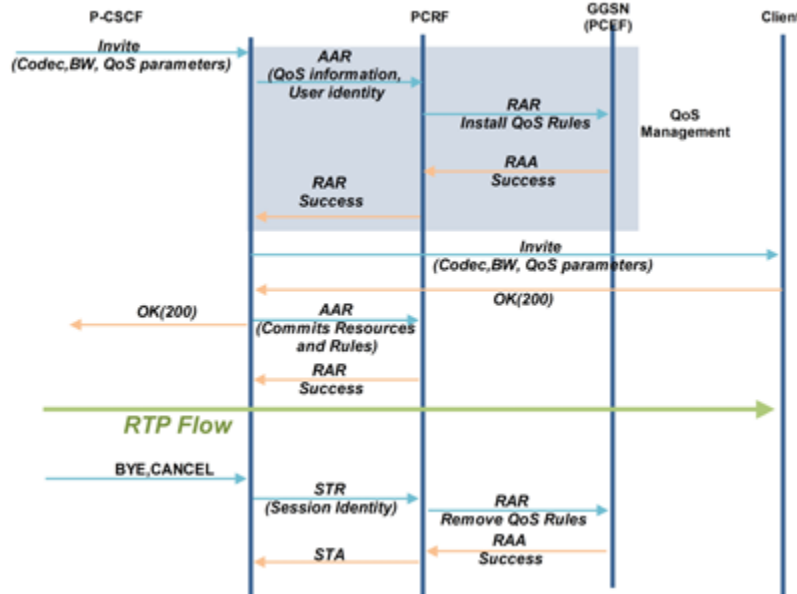 P-CSCF PCRF GGSN Client
(PCEF)
Invite
(Codec,BW, QoS parameters)
AAR
(QoS information,
User identity
RAR
Install QoS Rules
QoS
Management
RAA
Success
RAR
Success
Invite
(Codec,BW, QoS parameters)
OK(200)
OK(200)
AAR
(Commits Resources
and Rules)
RAR
Success
RTP Flow
BYE,CANCEL
STR
(Session Identity)
RAR
Remove QoS Rules
RAA
Success
STA